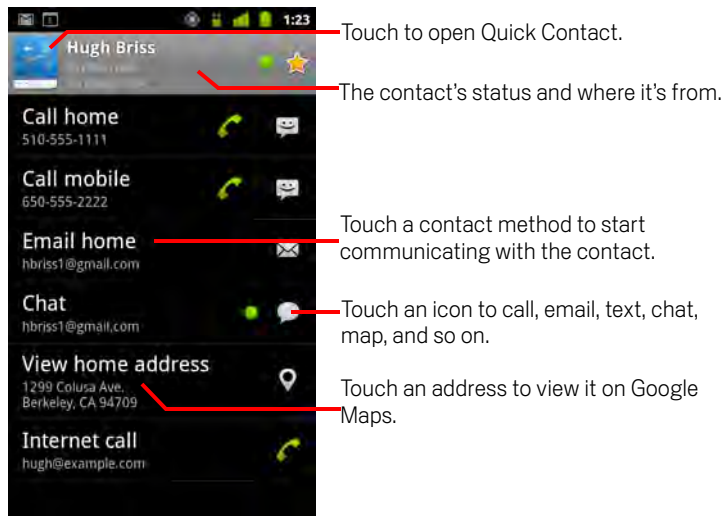 1:23
Hugh Briss
Call home
510-555-1111
Call mobile
650-555-2222
Email home
hbriss1@gmail.com
Chat
hbriss1@gmail.com
View home address
1299 Colusa Ave.
Berkeley, CA 94709
Internet call
hugh@example.com
Touch to open Quick Contact.
The contact's status and where it's from.
Touch a contact method to start
communicating with the contact.
Touch an icon to call, email, text, chat,
map, and so on.
Touch an address to view it on Google
Maps.